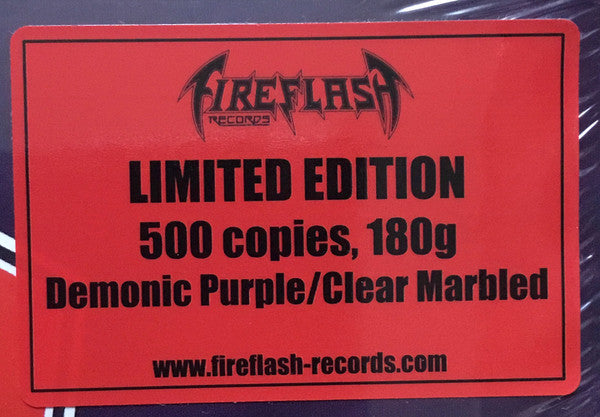 FIREFLASH
RECORDS
LIMITED EDITION
500 copies, 180g
Demonic Purple/Clear Marbled
www.fireflash-records.com